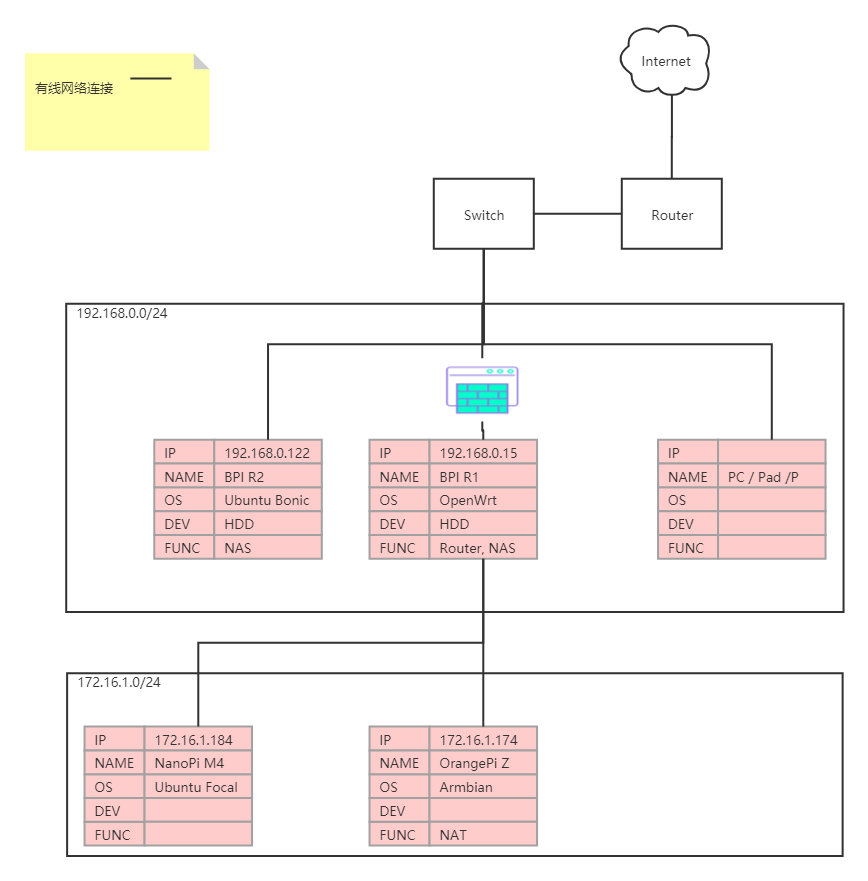 Internet
有线网络连接
Switch
Router
192.168.0.0/24
IP 192.168.0.122
NAME BPI R2
OS Ubuntu Bonic
DEV HDD
FUNC NAS
IP 192.168.0.15
NAME BPI R1
OS OpenWrt
DEV HDD
FUNC Router, NAS
IP
NAME PC / Pad /P
OS
DEV
FUNC
172.16.1.0/24
IP 172.16.1.184
NAME NanoPi M4
OS Ubuntu Focal
DEV
FUNC
IP 172.16.1.174
NAME OrangePi Z
OS Armbian
DEV
FUNC NAT